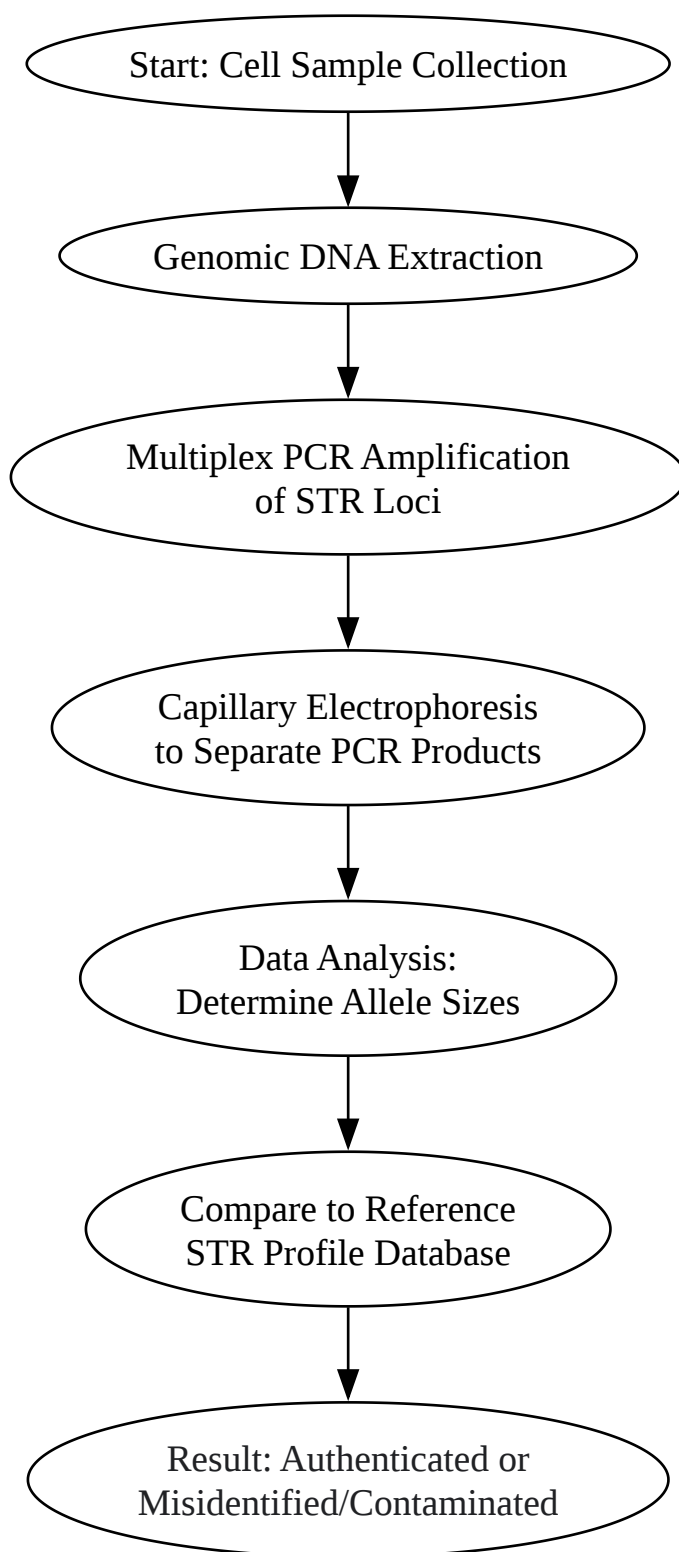 Start: Cell Sample Collection
Genomic DNA Extraction
Multiplex PCR Amplification
of STR Loci
Capillary Electrophoresis
to Separate PCR Products
Data Analysis:
Determine Allele Sizes
Compare to Reference
STR Profile Database
Result: Authenticated or
Misidentified/Contaminated